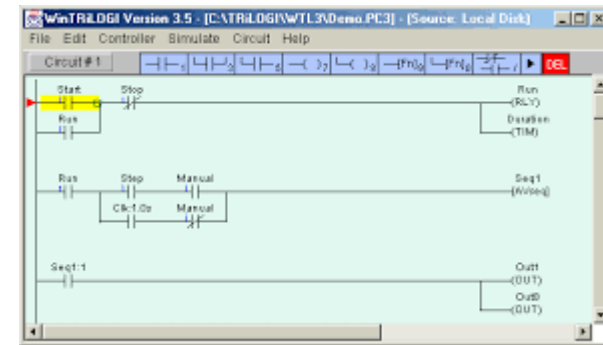 WinTRiLOGI Version 3.5 - [C:\TRiLOGI\WTL3\Demo.PC3] - (Source: Local Disk)
File Edit Controller Simulate Circuit Help
Circuit# 1
DEL
Start Stop Run
(RLY)
Run Duration
(TIM)
Run Step Manual Seq1
[AVseq]
Clk:1.0s Manual
Seq1:1 Out1
(OUT)
Out8
(OUT)